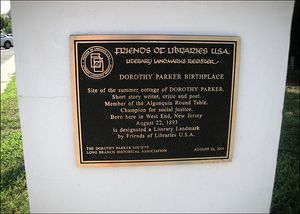 FRIENDS OF LIBRARIES U.S.A.
LITERARY LANDMARKS REGISTER
DOROTHY PARKER BIRTHPLACE
Site of the summer cottage of DOROTHY PARKER.
Short story writer, critic and poet.
Member of the Algonquin Round Table.
Champion for social justice.
Born here in West End, New Jersey
August 22, 1893
is designated a Literary Landmark
by Friends of Libraries U.S.A.
THE DOROTHY PARKER SOCIETY
LONG BRANCH HISTORICAL ASSOCIATION
AUGUST 22, 2005